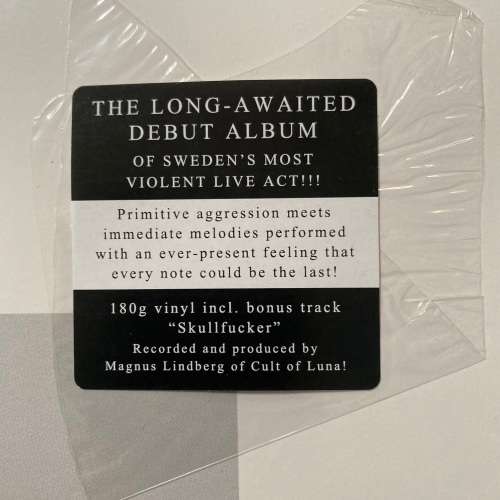 THE LONG-AWAITED
DEBUT ALBUM
OF SWEDEN'S MOST
VIOLENT LIVE ACT!!!
Primitive aggression meets
immediate melodies performed
with an ever-present feeling that
every note could be the last!
180g vinyl incl. bonus track
“Skullfucker”
Recorded and produced by
Magnus Lindberg of Cult of Luna!